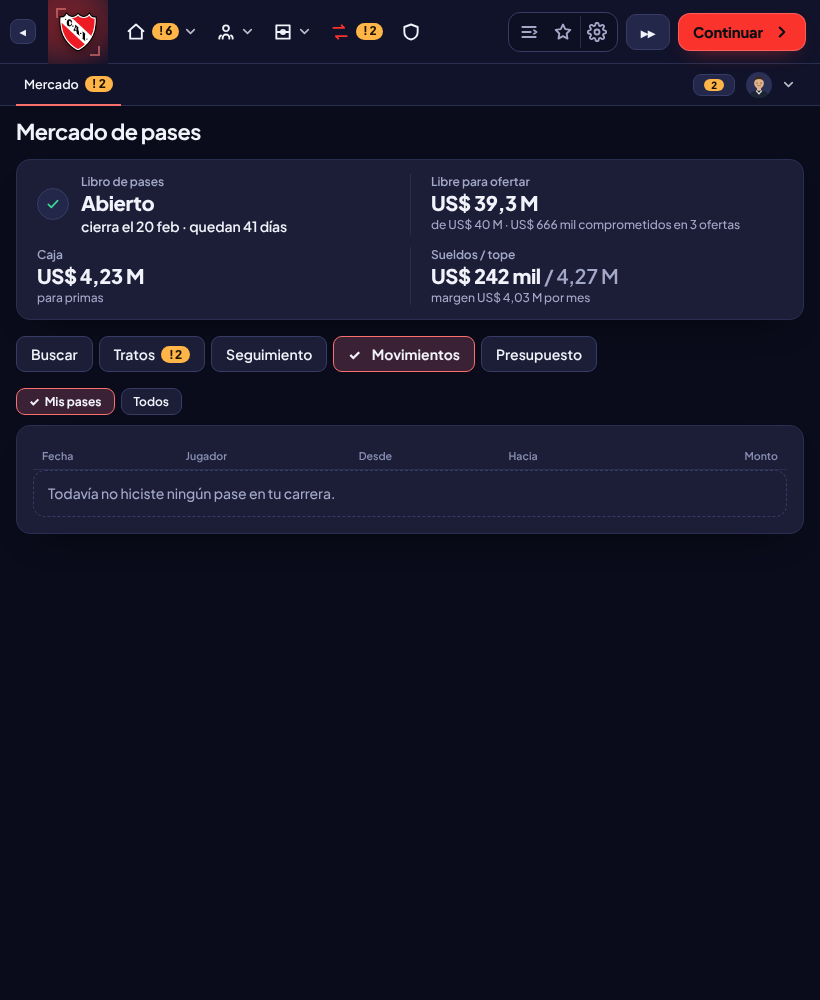 C.A.I.
! 6
! 2
Continuar
Mercado ! 2
2
Mercado de pases
Libro de pases
Abierto
cierra el 20 feb · quedan 41 días
Libre para ofertar
US$ 39,3 M
de US$ 40 M · US$ 666 mil comprometidos en 3 ofertas
Caja
US$ 4,23 M
para primas
Sueldos / tope
US$ 242 mil / 4,27 M
margen US$ 4,03 M por mes
Buscar
Tratos ! 2
Seguimiento
Movimientos
Presupuesto
Mis pases
Todos
Fecha Jugador Desde Hacia Monto
Todavía no hiciste ningún pase en tu carrera.